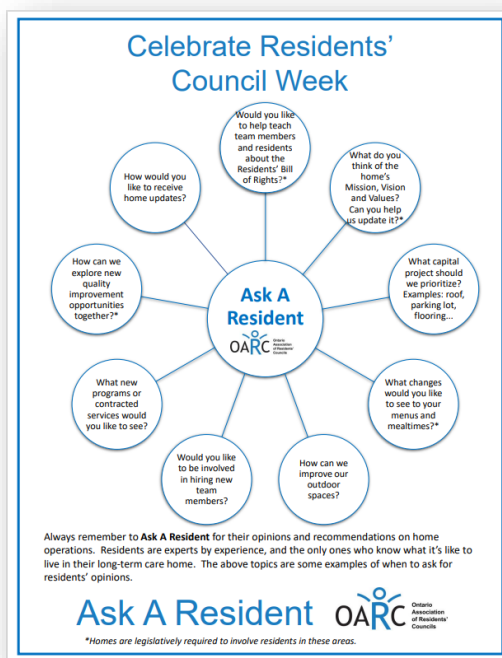 Celebrate Residents'
Council Week
Would you like
to help teach
team members
and residents
about the
Residents' Bill
of Rights?*
What do you
think of the
home's
Mission, Vision
and Values?
Can you help
us update it?*
What capital
project should
we prioritize?
Examples: roof,
parking lot,
flooring...
What changes
would you like
to see to your
menus and
mealtimes?*
How can we
improve our
outdoor
spaces?
Would you like
to be involved
in hiring new
team
members?
What new
programs or
contracted
services would
you like to see?
How can we
explore new
quality
improvement
opportunities
together?*
How would you
like to receive
home updates?
Ask A
Resident
OARC
Ontario
Association
of Residents'
Councils
Always remember to Ask A Resident for their opinions and recommendations on home
operations. Residents are experts by experience, and the only ones who know what it's like to
live in their long-term care home. The above topics are some examples of when to ask for
residents' opinions.
Ask A Resident
OARC
Ontario
Association
of Residents'
Councils
*Homes are legislatively required to involve residents in these areas.